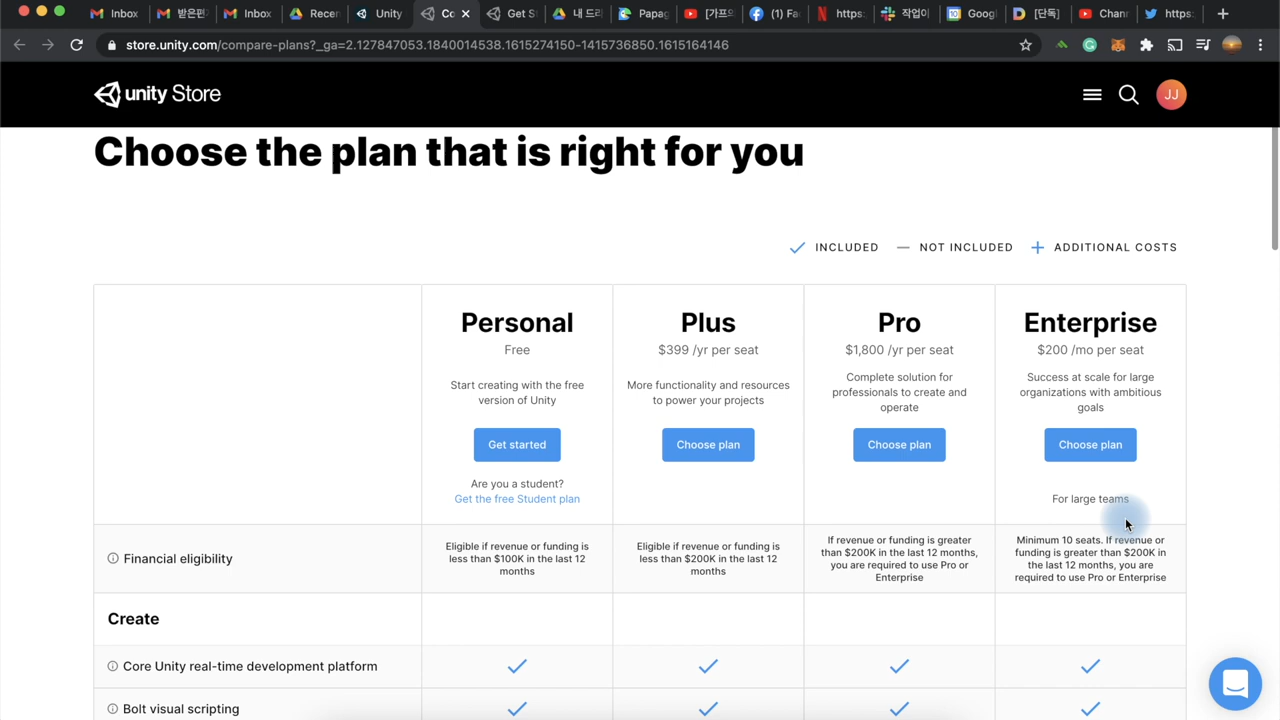 Inbox
받은편
Inbox
Recen
Unity
Co
Get S
내 드라
Papag
[가프의
(1) Fac
https:
작업이
Googl
[단독]
Chann
https:
store.unity.com/compare-plans?_ga=2.127847053.1840014538.1615274150-1415736850.1615164146
unity Store
JJ
Choose the plan that is right for you
INCLUDED
NOT INCLUDED
ADDITIONAL COSTS
Personal
Free
Start creating with the free
version of Unity
Get started
Are you a student?
Get the free Student plan
Plus
$399 /yr per seat
More functionality and resources
to power your projects
Choose plan
Pro
$1,800 /yr per seat
Complete solution for
professionals to create and
operate
Choose plan
Enterprise
$200 /mo per seat
Success at scale for large
organizations with ambitious
goals
Choose plan
For large teams
Financial eligibility
Eligible if revenue or funding is
less than $100K in the last 12
months
Eligible if revenue or funding is
less than $200K in the last 12
months
If revenue or funding is greater
than $200K in the last 12 months,
you are required to use Pro or
Enterprise
Minimum 10 seats. If revenue or
funding is greater than $200K in
the last 12 months, you are
required to use Pro or Enterprise
Create
Core Unity real-time development platform
Bolt visual scripting